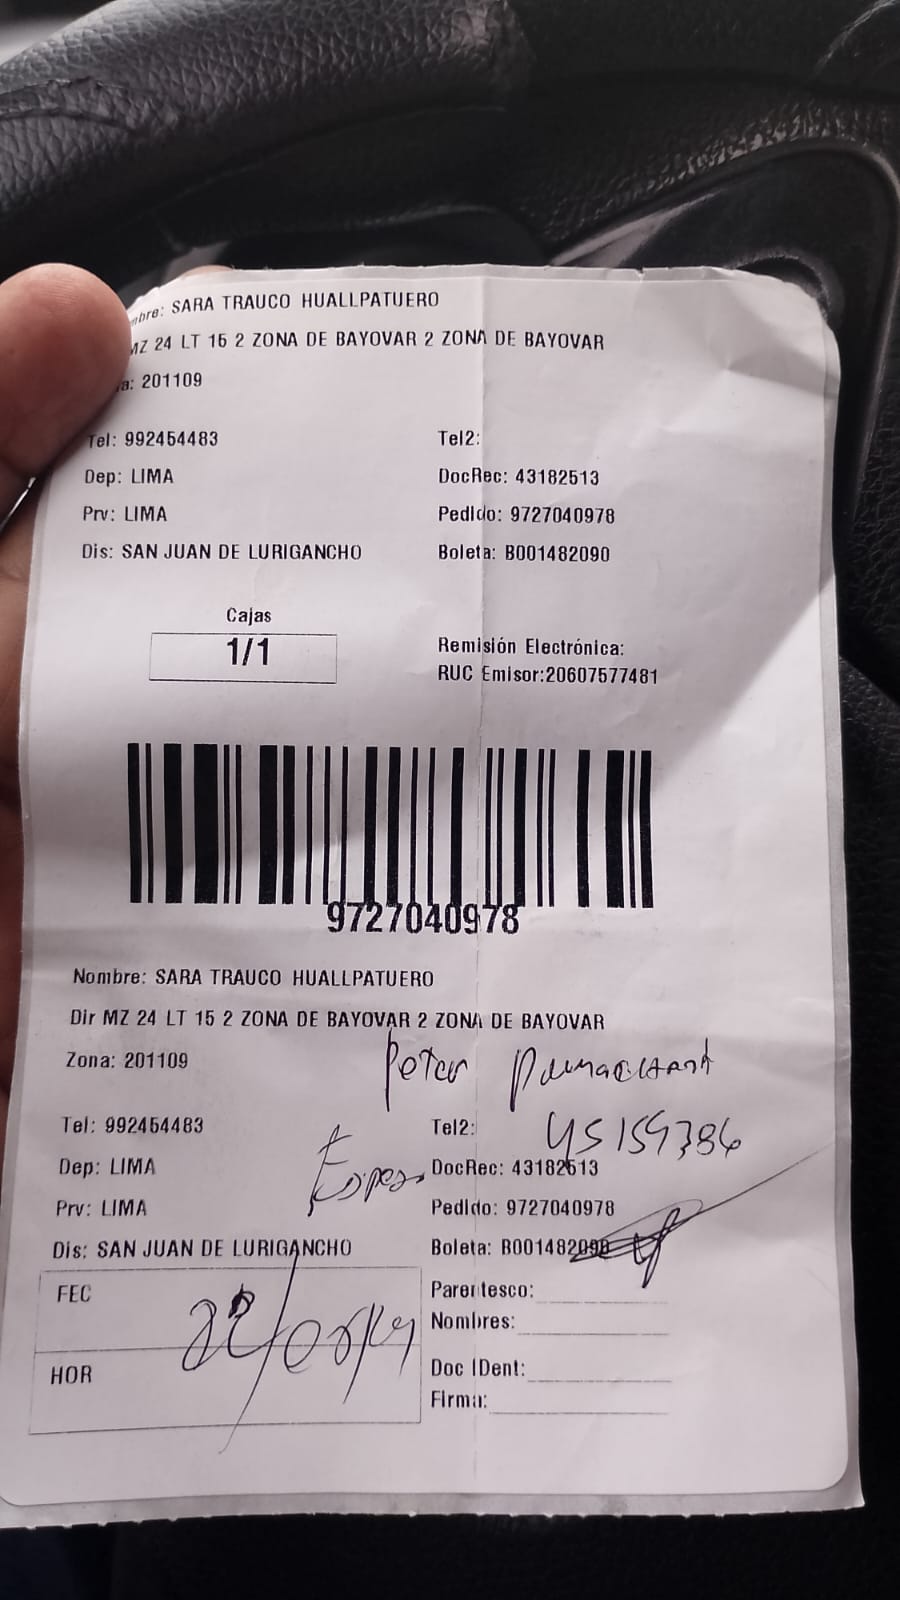 mbre: SARA TRAUCO HUALLPATUERO
MZ 24 LT 15 2 ZONA DE BAYOVAR 2 ZONA DE BAYOVAR
a: 201109
Tel: 992454483
Tel2:
Dep: LIMA
DocRec: 43182513
Prv: LIMA
Pedido: 9727040978
Dis: SAN JUAN DE LURIGANCHO
Boleta: B001482090
Cajas
1/1
Remisión Electrónica:
RUC Emisor:20607577481
9727040978
Nombre: SARA TRAUCO HUALLPATUERO
Dir MZ 24 LT 15 2 ZONA DE BAYOVAR 2 ZONA DE BAYOVAR
Zona: 201109
Peter
Tel: 992454483
Tel2:
45159386
Dep: LIMA
Esposo
DocRec: 43182513
Prv: LIMA
Pedido: 9727040978
Dis: SAN JUAN DE LURIGANCHO
Boleta: B001482090
FEC
Parentesco:
Nombres:
HOR
Doc IDent:
Firma: